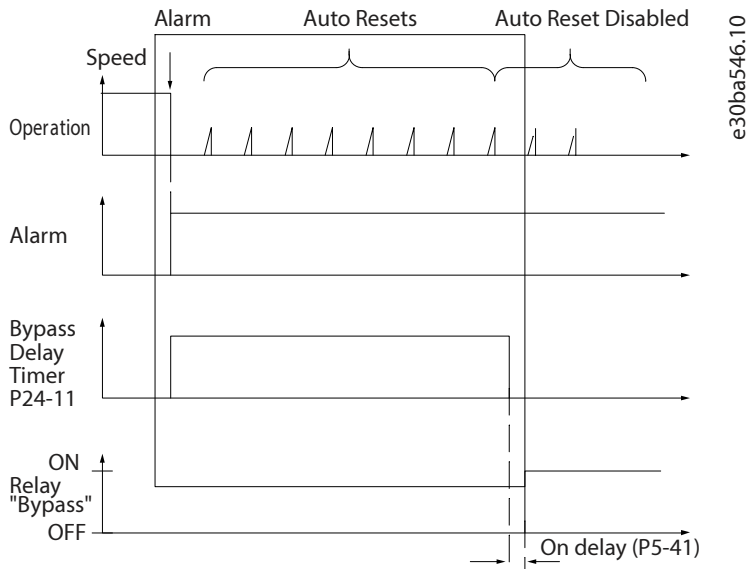 Alarm
Auto Resets
Auto Reset Disabled
e30ba546.10
Speed
Operation
Alarm
Bypass
Delay
Timer
P24-11
ON
Relay
"Bypass"
OFF
On delay (P5-41)